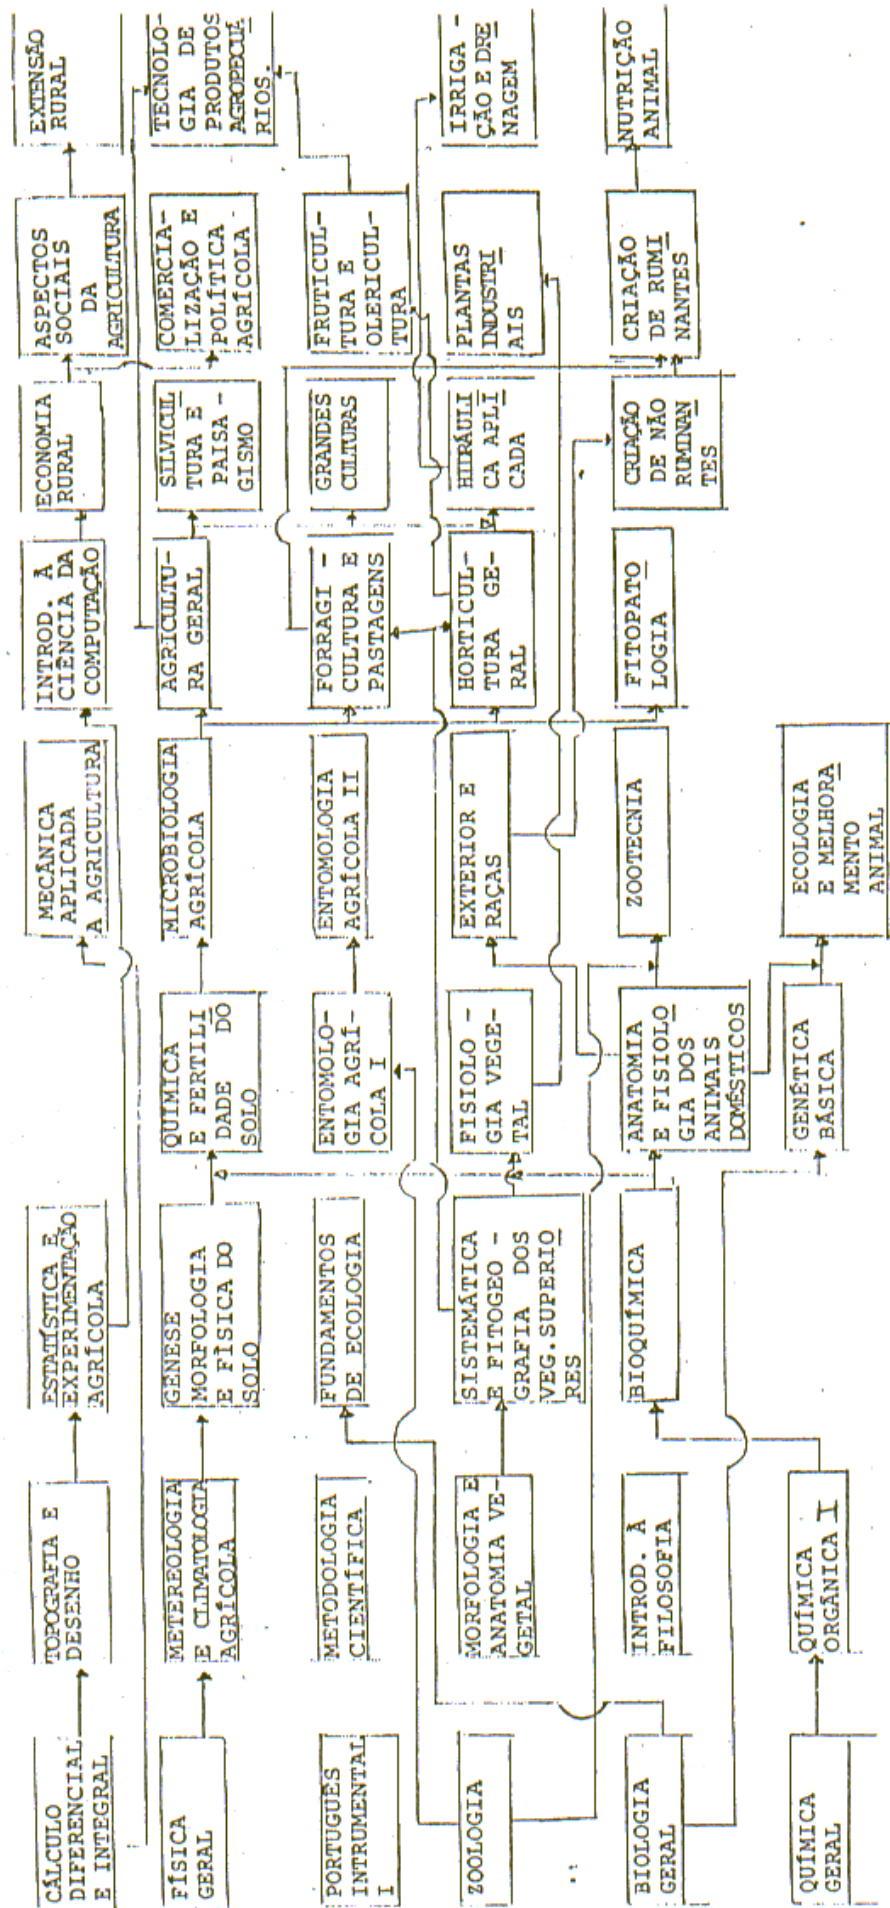 CÁLCULO
DIFERENCIAL
E INTEGRAL
FÍSICA
GERAL
PORTUGUÊS
INTRUMENTAL
I
ZOOLOGIA
BIOLOGIA
GERAL
QUÍMICA
GERAL
TOPOGRAFIA E
DESENHO
METEREOLOGIA
E CLIMATOLOGIA
AGRÍCOLA
METODOLOGIA
CIENTÍFICA
MORFOLOGIA E
ANATOMIA VE-
GETAL
INTROD. À
FILOSOFIA
QUÍMICA
ORGÂNICA I
ESTATÍSTICA E
EXPERIMENTAÇÃO
AGRÍCOLA
GÊNESE
MORFOLOGIA
E FÍSICA DO
SOLO
FUNDAMENTOS
DE ECOLOGIA
SISTEMÁTICA
E FITOGEO -
GRAFIA DOS
VEG.SUPERIO
RES
BIOQUÍMICA
QUÍMICA
E FERTILI
DADE DO
SOLO
ENTOMOLO-
GIA AGRÍ-
COLA I
FISIOLO -
GIA VEGE-
TAL
ANATOMIA
E FISIOLO
GIA DOS
ANIMAIS
DOMÉSTICOS
GENÉTICA
BÁSICA
MECÂNICA
APLICADA
A AGRICULTURA
MICROBIOLOGIA
AGRÍCOLA
ENTOMOLOGIA
AGRÍCOLA II
EXTERIOR E
RAÇAS
ZOOTECNIA
ECOLOGIA
E MELHORA
MENTO
ANIMAL
INTROD. À
CIÊNCIA DA
COMPUTAÇÃO
AGRICULTU-
RA GERAL
FORRAGI -
CULTURA E
PASTAGENS
HORTICUL-
TURA GE-
RAL
FITOPATO
LOGIA
ECONOMIA
RURAL
SILVICUL
TURA E
PAISA -
GISMO
GRANDES
CULTURAS
HIDRÁULI
CA APLI
CADA
CRIAÇÃO
DE NÃO
RUMINAN
TES
ASPECTOS
SOCIAIS
DA
AGRICULTURA
COMERCIA-
LIZAÇÃO E
POLÍTICA
AGRÍCOLA.
FRUTICUL-
TURA E
OLERICUL-
TURA
PLANTAS
INDUSTRI
AIS
CRIAÇÃO
DE RUMI
NANTES
EXTENSÃO
RURAL
TECNOLO-
GIA DE
PRODUTOS
AGROPECUÁ
RIOS.
IRRIGA -
ÇÃO E DRE
NAGEM
NUTRIÇÃO
ANIMAL